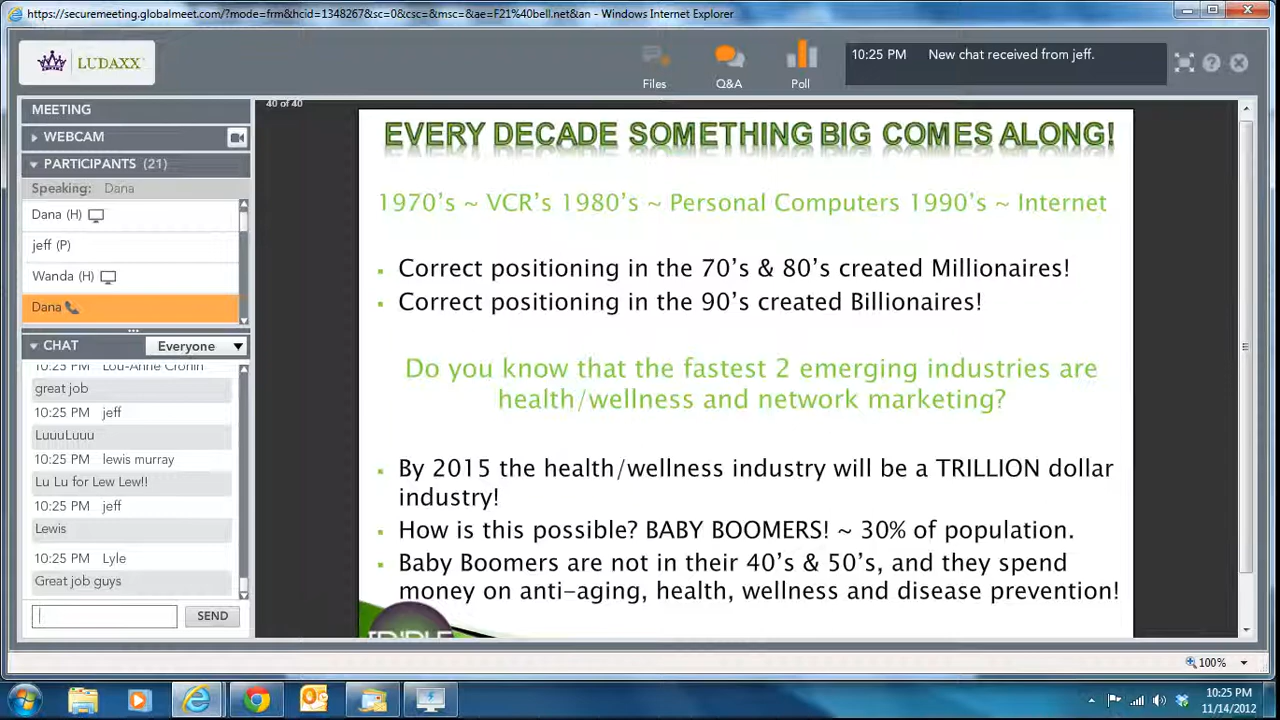 https://securemeeting.globalmeet.com/?mode=frm&hcid=1348267&sc=0&csc=&msc=&ae=F21%40bell.net&an - Windows Internet Explorer
LUDAXX
Files
Q&A
Poll
10:25 PM New chat received from jeff.
MEETING
WEBCAM
PARTICIPANTS (21)
Speaking: Dana
Dana (H)
jeff (P)
Wanda (H)
Dana
CHAT
Everyone
10:25 PM Lou-Anne Cronin
great job
10:25 PM jeff
LuuuLuuu
10:25 PM lewis murray
Lu Lu for Lew Lew!!
10:25 PM jeff
Lewis
10:25 PM Lyle
Great job guys
SEND
40 of 40
EVERY DECADE SOMETHING BIG COMES ALONG!
1970's ~ VCR's 1980's ~ Personal Computers 1990's ~ Internet
▪ Correct positioning in the 70's & 80's created Millionaires!
▪ Correct positioning in the 90's created Billionaires!
Do you know that the fastest 2 emerging industries are
health/wellness and network marketing?
▪ By 2015 the health/wellness industry will be a TRILLION dollar
industry!
▪ How is this possible? BABY BOOMERS! ~ 30% of population.
▪ Baby Boomers are not in their 40's & 50's, and they spend
money on anti-aging, health, wellness and disease prevention!
100%
10:25 PM
11/14/2012